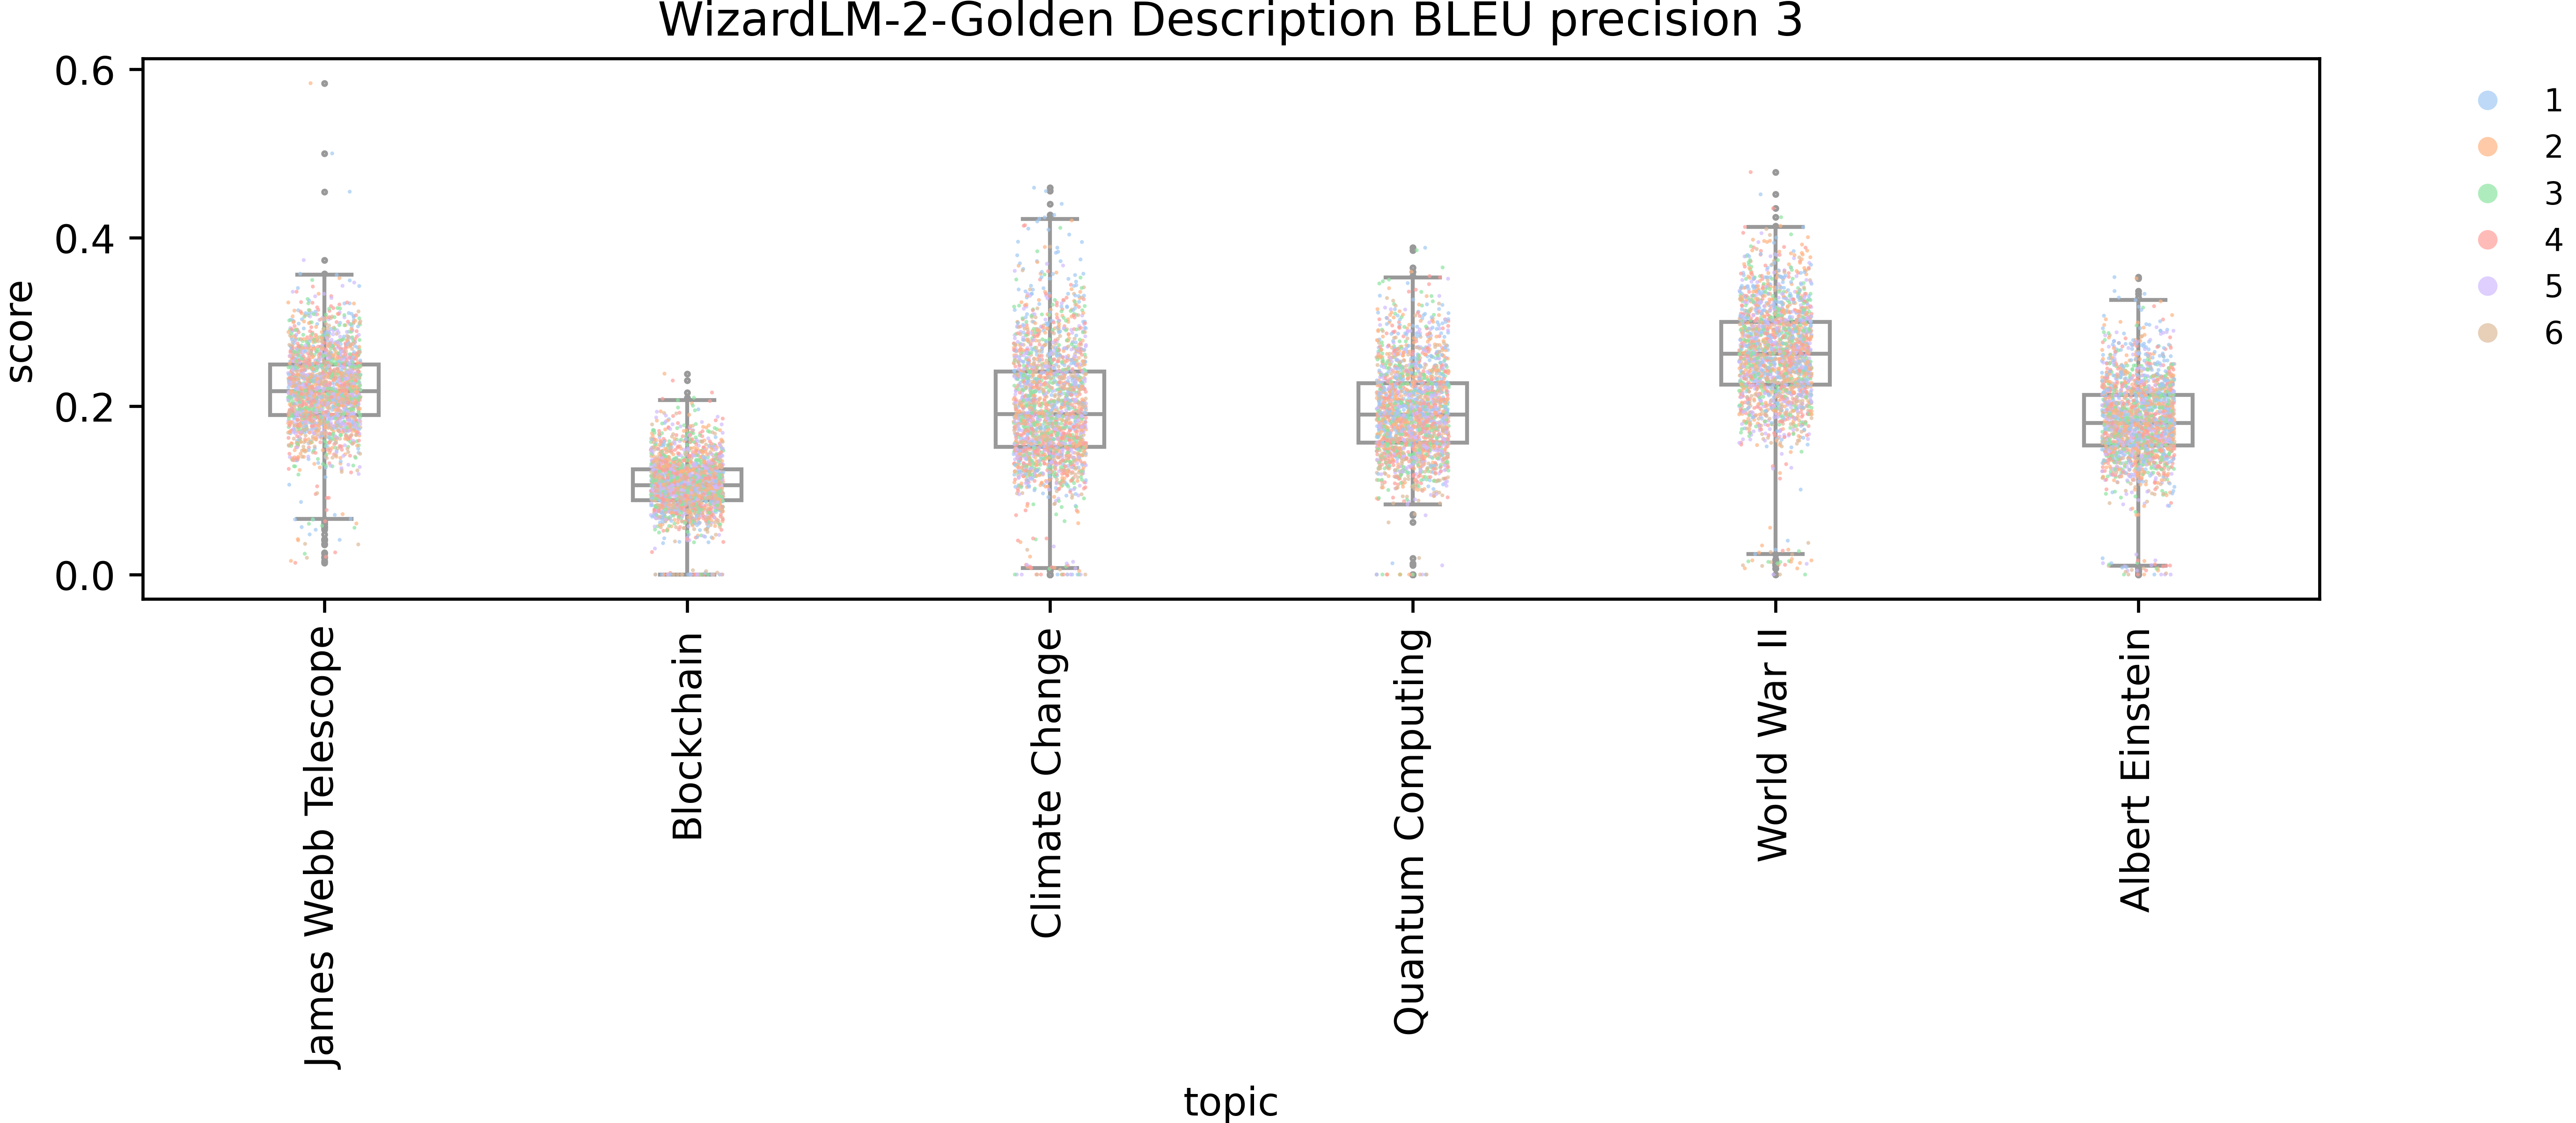 WizardLM-2-Golden Description BLEU precision 3
score
0.6
0.4
0.2
0.0
James Webb Telescope
Blockchain
Climate Change
Quantum Computing
World War II
Albert Einstein
topic
1
2
3
4
5
6